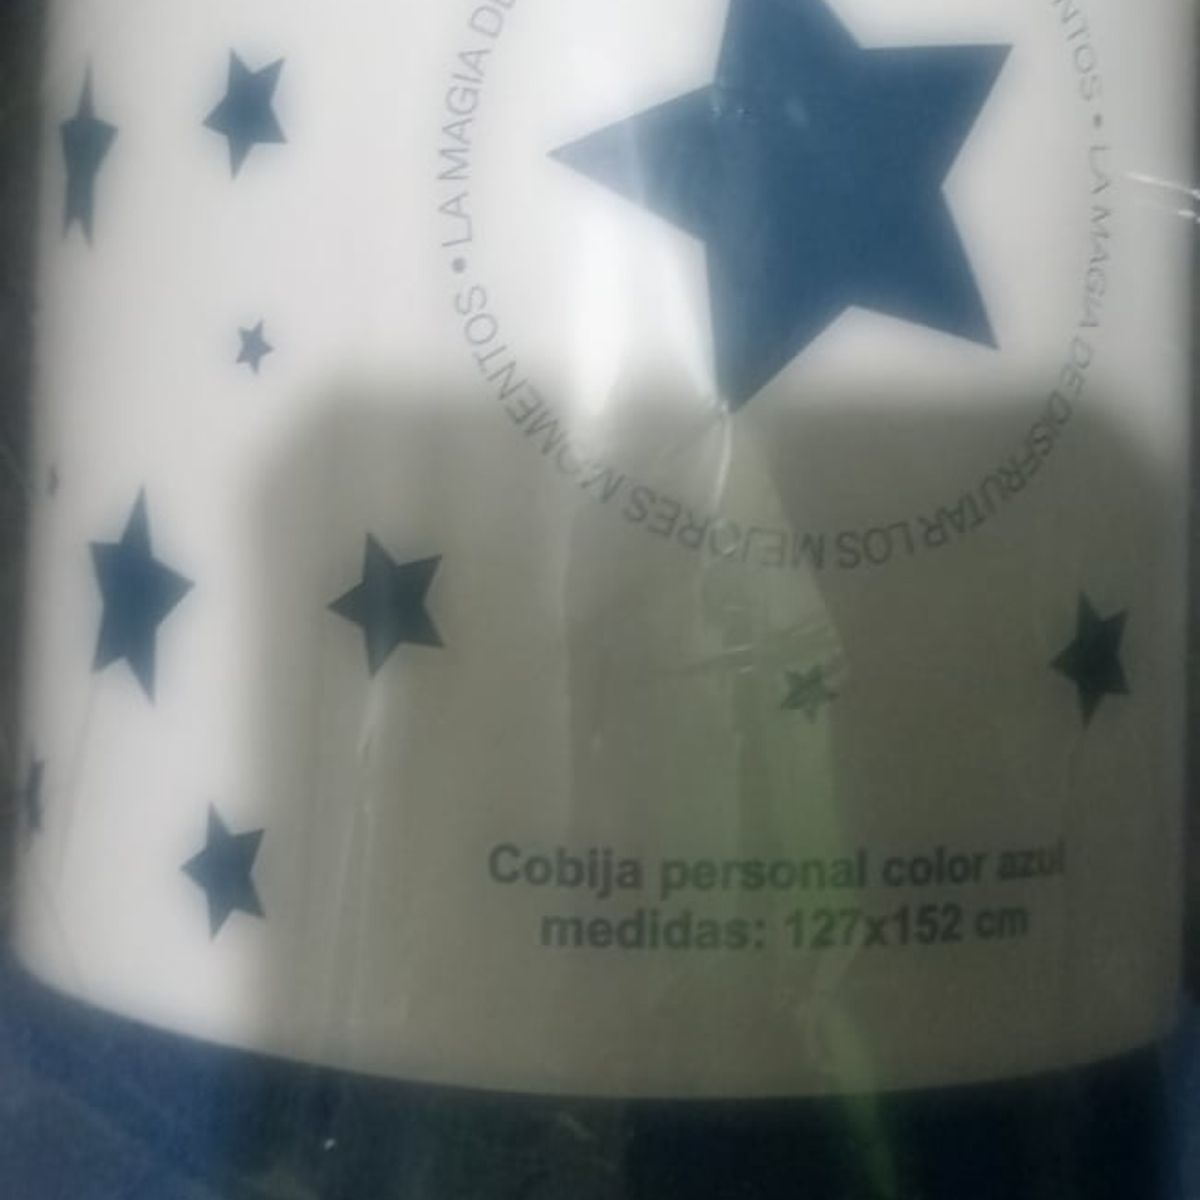 LA MAGIA DE DISFRUTAR LOS MEJORES MOMENTOS • LA MAGIA DE
Cobija personal color azul
medidas: 127x152 cm